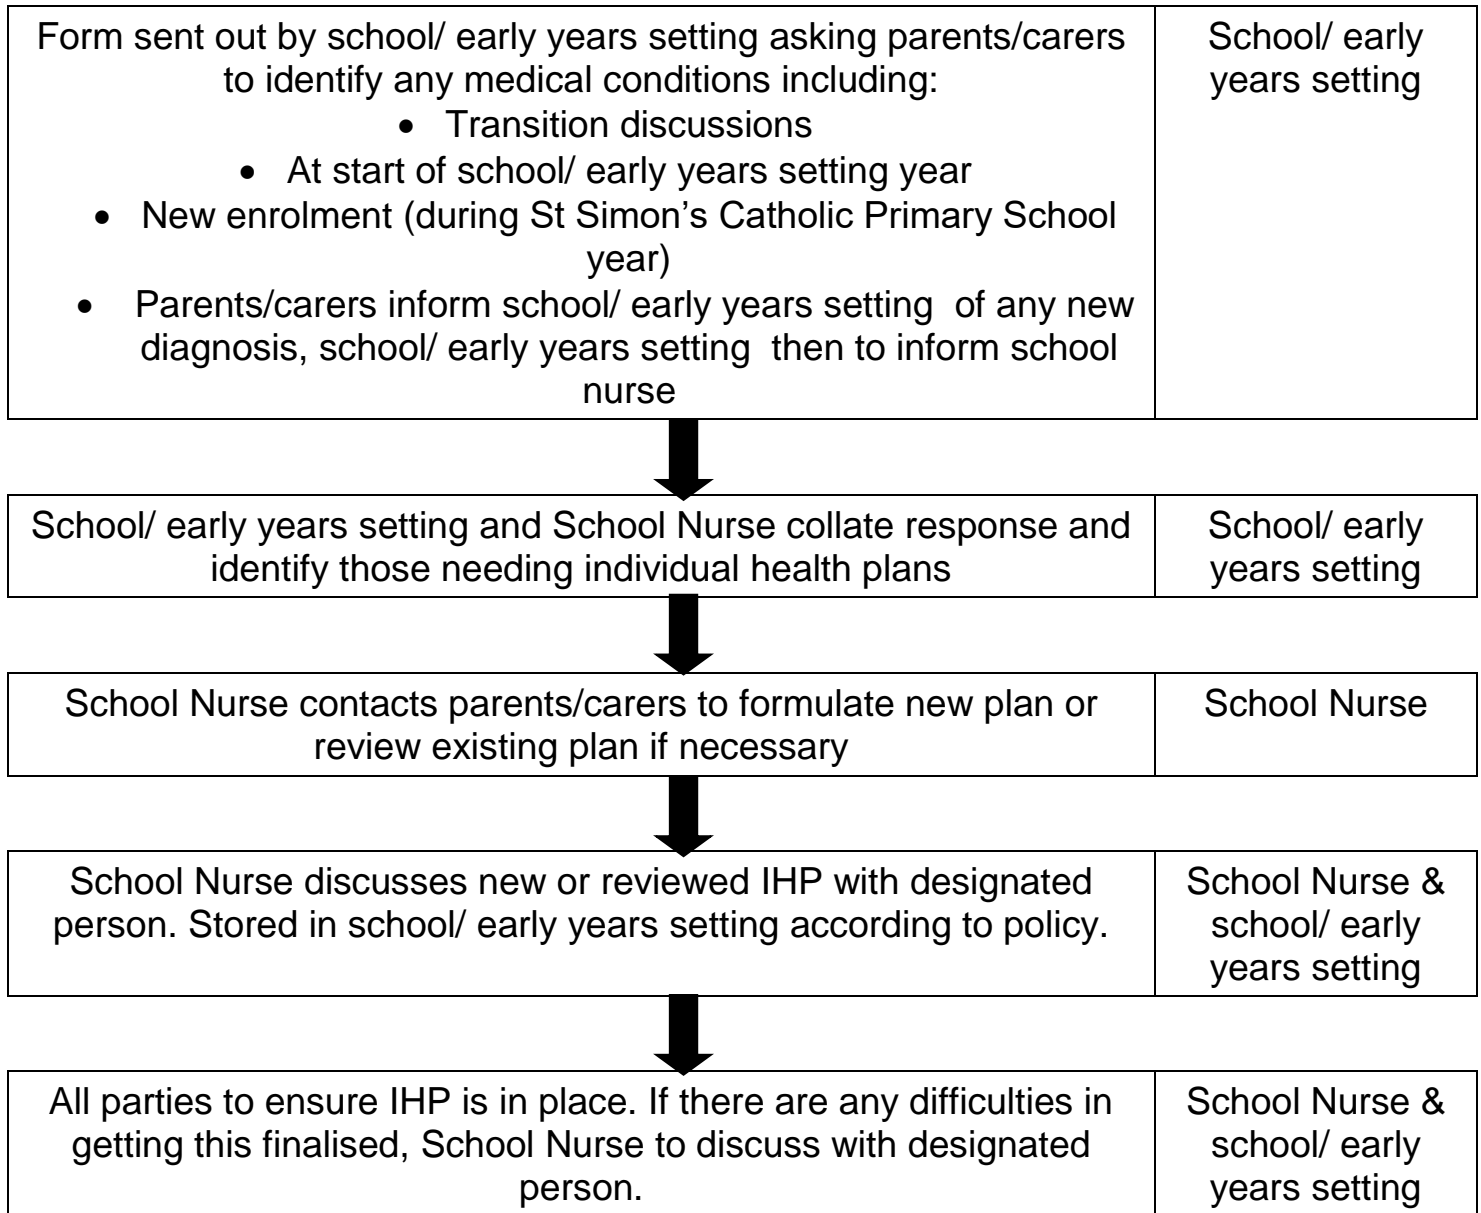 Form sent out by school/ early years setting asking parents/carers
to identify any medical conditions including:
• Transition discussions
• At start of school/ early years setting year
• New enrolment (during St Simon's Catholic Primary School
year)
• Parents/carers inform school/ early years setting of any new
diagnosis, school/ early years setting then to inform school
nurse
School/ early
years setting
School/ early years setting and School Nurse collate response and
identify those needing individual health plans
School/ early
years setting
School Nurse contacts parents/carers to formulate new plan or
review existing plan if necessary
School Nurse
School Nurse discusses new or reviewed IHP with designated
person. Stored in school/ early years setting according to policy.
School Nurse &
school/ early
years setting
All parties to ensure IHP is in place. If there are any difficulties in
getting this finalised, School Nurse to discuss with designated
person.
School Nurse &
school/ early
years setting